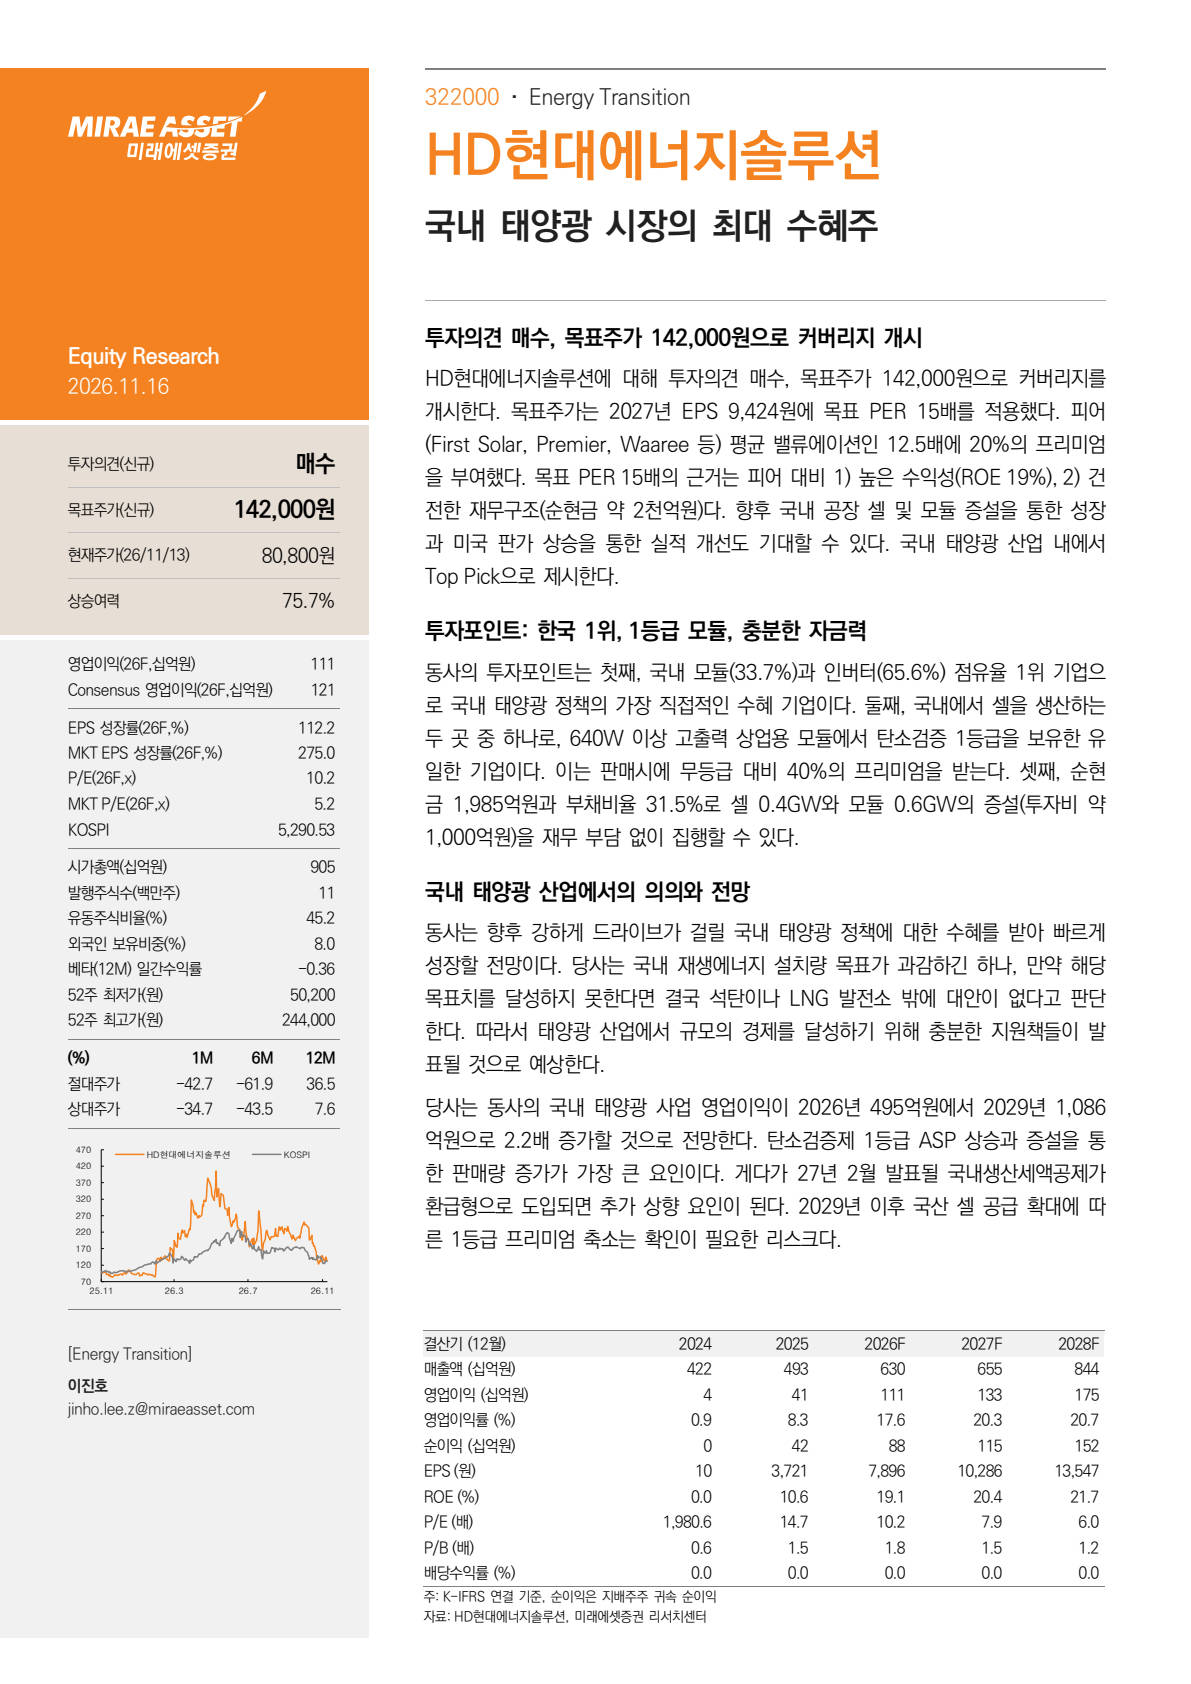 MIRAE ASSET
미래에셋증권
Equity Research
2026.11.16
투자의견(신규) 매수
목표주가(신규) 142,000원
현재주가(26/11/13) 80,800원
상승여력 75.7%
영업이익(26F,십억원) 111
Consensus 영업이익(26F,십억원) 121
EPS 성장률(26F,%) 112.2
MKT EPS 성장률(26F,%) 275.0
P/E(26F,x) 10.2
MKT P/E(26F,x) 5.2
KOSPI 5,290.53
시가총액(십억원) 905
발행주식수(백만주) 11
유동주식비율(%) 45.2
외국인 보유비중(%) 8.0
베타(12M) 일간수익률 -0.36
52주 최저가(원) 50,200
52주 최고가(원) 244,000
(%) 1M 6M 12M
절대주가 -42.7 -61.9 36.5
상대주가 -34.7 -43.5 7.6
HD현대에너지솔루션 KOSPI
470
420
370
320
270
220
170
120
70
25.11 26.3 26.7 26.11
[Energy Transition]
이진호
jinho.lee.z@miraeasset.com
322000 · Energy Transition
HD현대에너지솔루션
국내 태양광 시장의 최대 수혜주
투자의견 매수, 목표주가 142,000원으로 커버리지 개시
HD현대에너지솔루션에 대해 투자의견 매수, 목표주가 142,000원으로 커버리지를
개시한다. 목표주가는 2027년 EPS 9,424원에 목표 PER 15배를 적용했다. 피어
(First Solar, Premier, Waaree 등) 평균 밸류에이션인 12.5배에 20%의 프리미엄
을 부여했다. 목표 PER 15배의 근거는 피어 대비 1) 높은 수익성(ROE 19%), 2) 건
전한 재무구조(순현금 약 2천억원)다. 향후 국내 공장 셀 및 모듈 증설을 통한 성장
과 미국 판가 상승을 통한 실적 개선도 기대할 수 있다. 국내 태양광 산업 내에서
Top Pick으로 제시한다.
투자포인트: 한국 1위, 1등급 모듈, 충분한 자금력
동사의 투자포인트는 첫째, 국내 모듈(33.7%)과 인버터(65.6%) 점유율 1위 기업으
로 국내 태양광 정책의 가장 직접적인 수혜 기업이다. 둘째, 국내에서 셀을 생산하는
두 곳 중 하나로, 640W 이상 고출력 상업용 모듈에서 탄소검증 1등급을 보유한 유
일한 기업이다. 이는 판매시에 무등급 대비 40%의 프리미엄을 받는다. 셋째, 순현
금 1,985억원과 부채비율 31.5%로 셀 0.4GW와 모듈 0.6GW의 증설(투자비 약
1,000억원)을 재무 부담 없이 집행할 수 있다.
국내 태양광 산업에서의 의의와 전망
동사는 향후 강하게 드라이브가 걸릴 국내 태양광 정책에 대한 수혜를 받아 빠르게
성장할 전망이다. 당사는 국내 재생에너지 설치량 목표가 과감하긴 하나, 만약 해당
목표치를 달성하지 못한다면 결국 석탄이나 LNG 발전소 밖에 대안이 없다고 판단
한다. 따라서 태양광 산업에서 규모의 경제를 달성하기 위해 충분한 지원책들이 발
표될 것으로 예상한다.
당사는 동사의 국내 태양광 사업 영업이익이 2026년 495억원에서 2029년 1,086
억원으로 2.2배 증가할 것으로 전망한다. 탄소검증제 1등급 ASP 상승과 증설을 통
한 판매량 증가가 가장 큰 요인이다. 게다가 27년 2월 발표될 국내생산세액공제가
환급형으로 도입되면 추가 상향 요인이 된다. 2029년 이후 국산 셀 공급 확대에 따
른 1등급 프리미엄 축소는 확인이 필요한 리스크다.
결산기 (12월) 2024 2025 2026F 2027F 2028F
매출액 (십억원) 422 493 630 655 844
영업이익 (십억원) 4 41 111 133 175
영업이익률 (%) 0.9 8.3 17.6 20.3 20.7
순이익 (십억원) 0 42 88 115 152
EPS (원) 10 3,721 7,896 10,286 13,547
ROE (%) 0.0 10.6 19.1 20.4 21.7
P/E (배) 1,980.6 14.7 10.2 7.9 6.0
P/B (배) 0.6 1.5 1.8 1.5 1.2
배당수익률 (%) 0.0 0.0 0.0 0.0 0.0
주: K-IFRS 연결 기준, 순이익은 지배주주 귀속 순이익
자료: HD현대에너지솔루션, 미래에셋증권 리서치센터